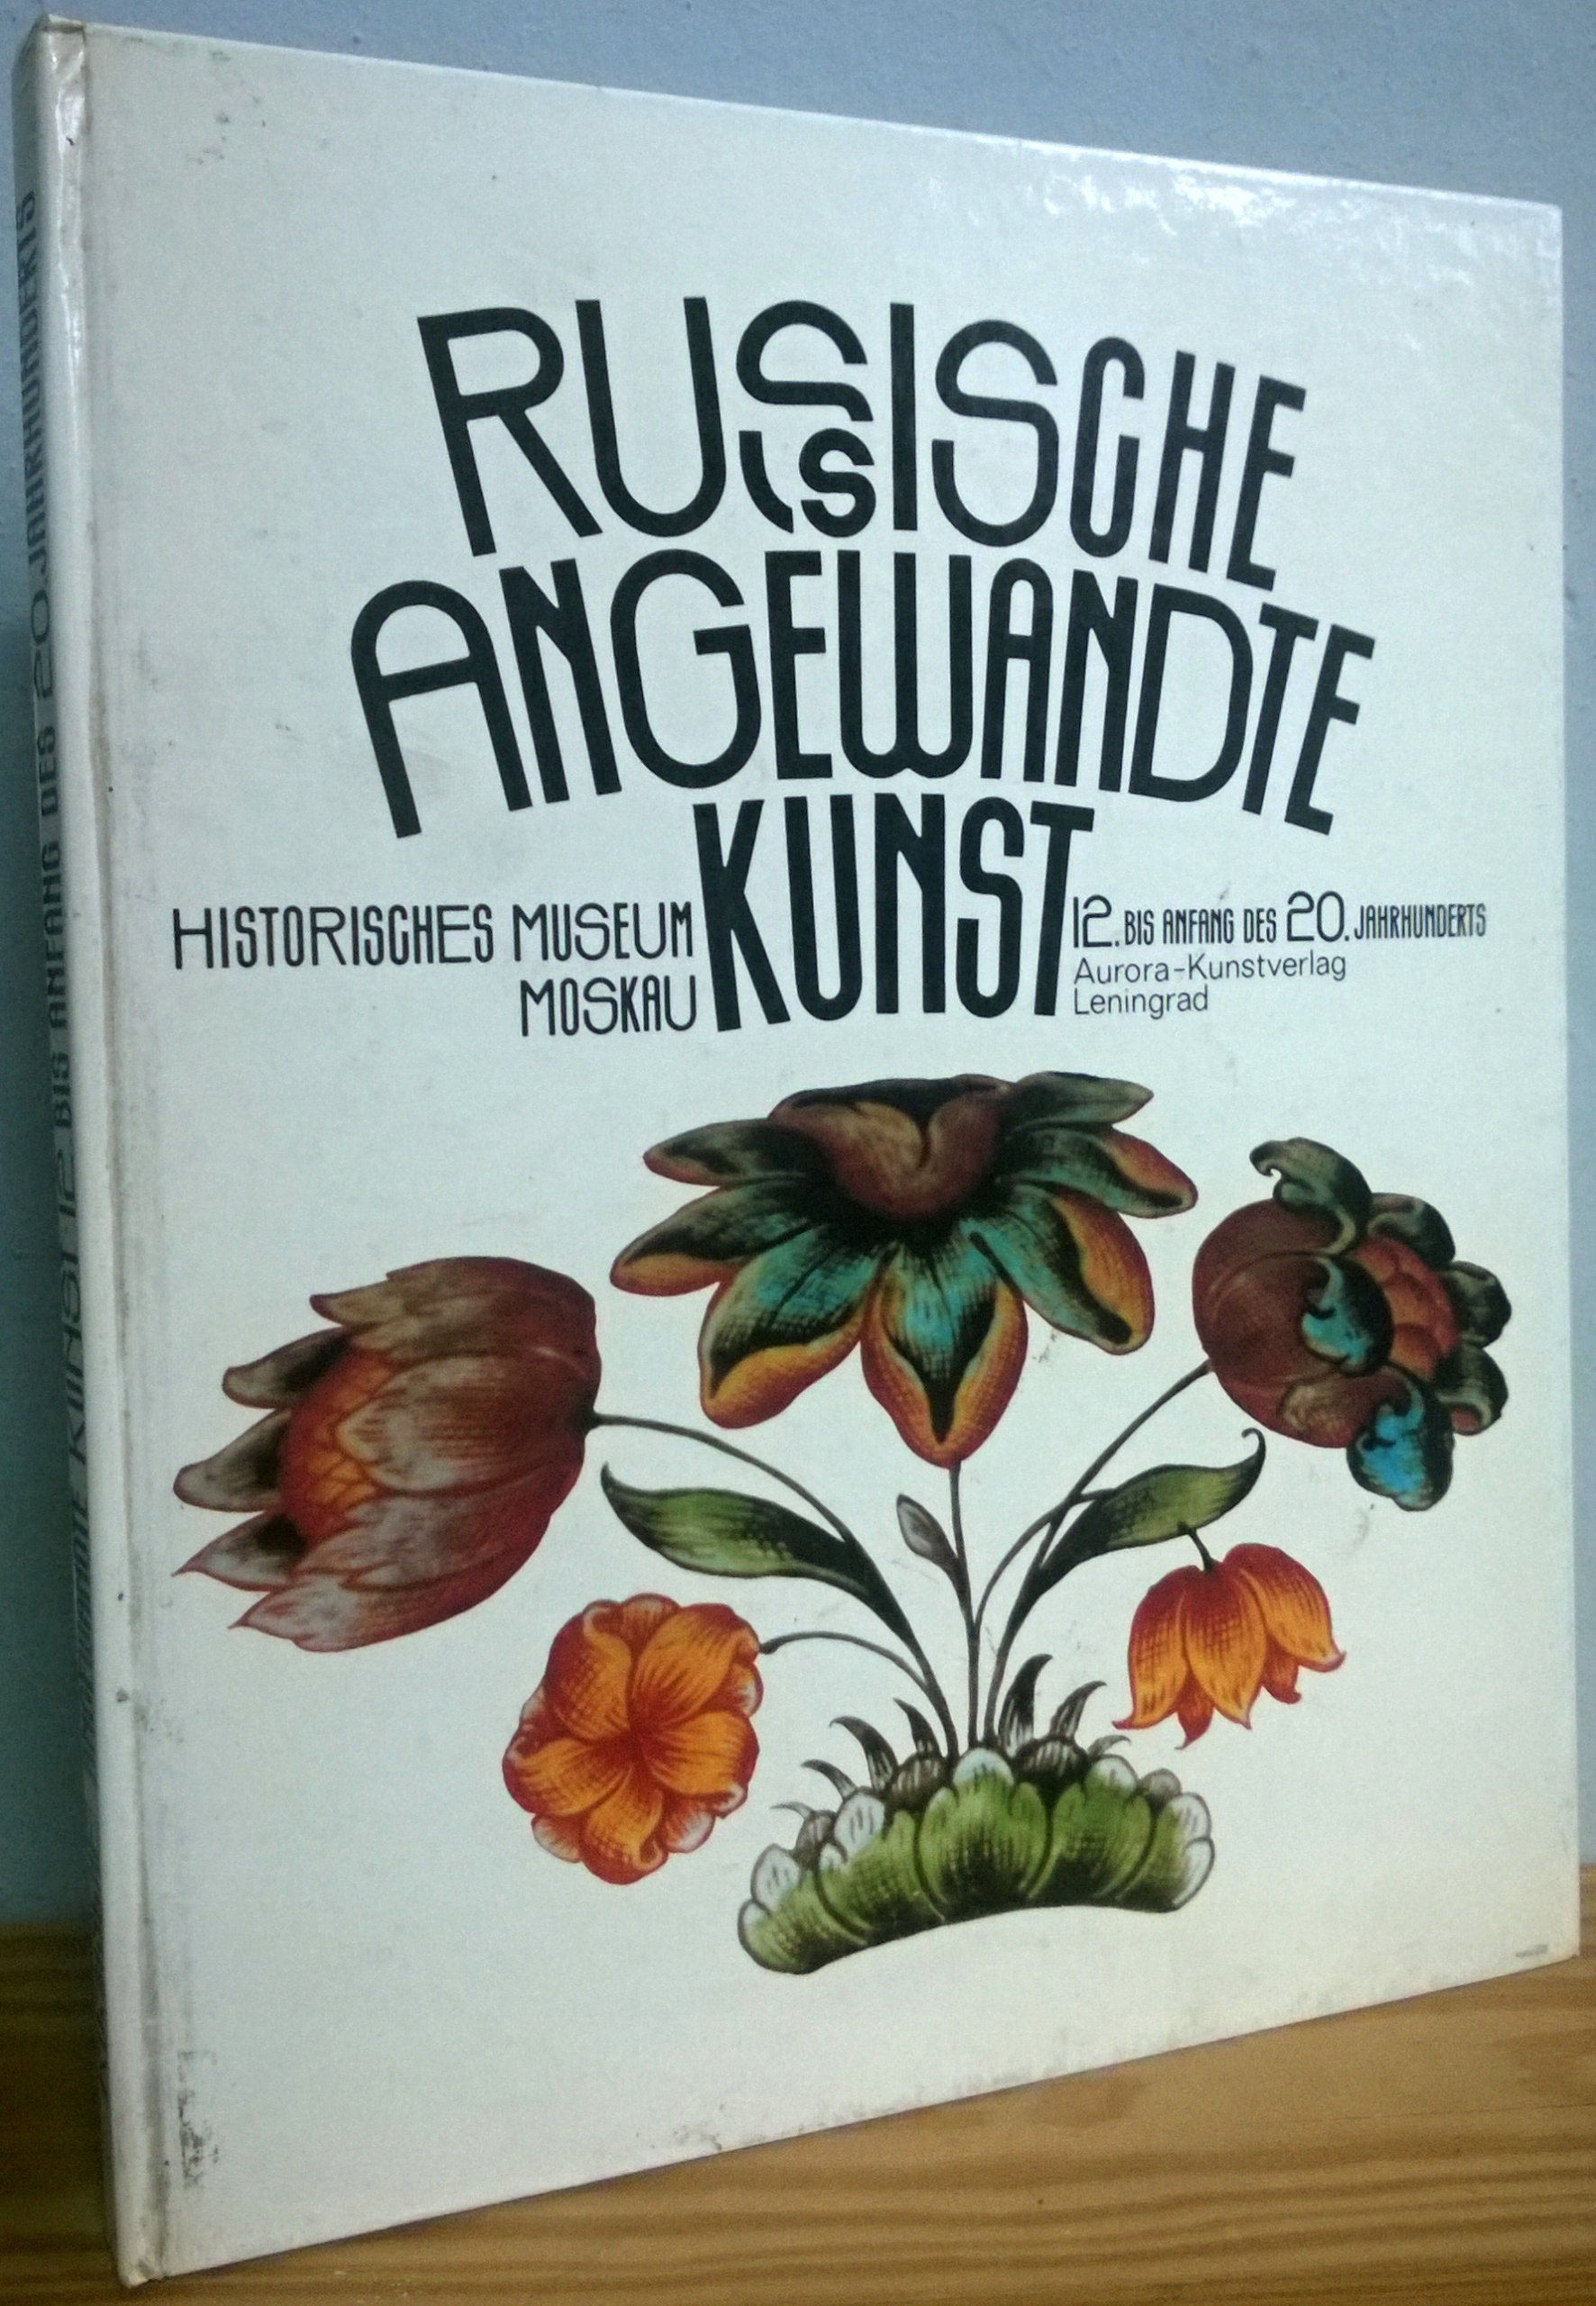 RUSSISCHE
ANGEWANDTE
KUNST
HISTORISCHES MUSEUM
MOSKAU
12. BIS ANFANG DES 20. JAHRHUNDERTS
Aurora-Kunstverlag
Leningrad
KUNST 12. BIS ANFANG DES 20. JAHRHUNDERTS